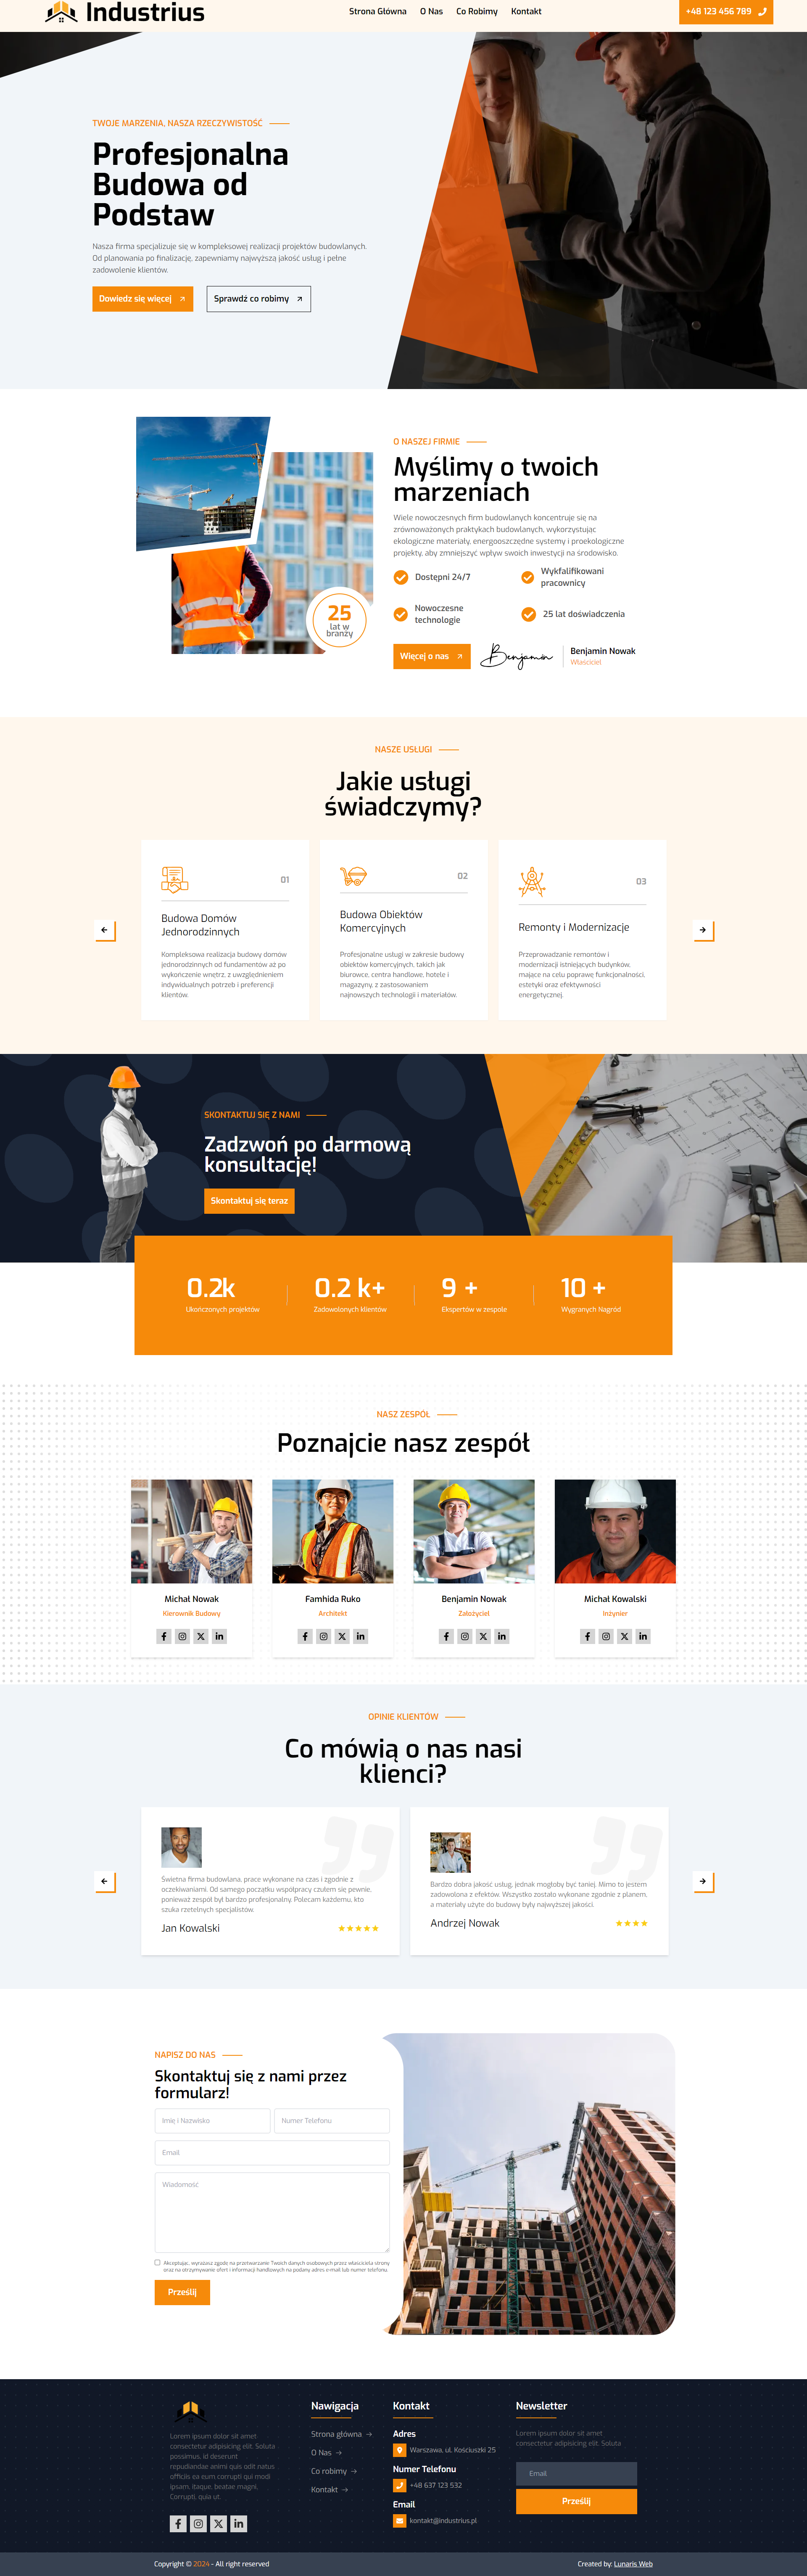 Industrius
Strona Główna O Nas Co Robimy Kontakt
+48 123 456 789
TWOJE MARZENIA, NASZA RZECZYWISTOŚĆ
Profesjonalna
Budowa od
Podstaw
Nasza firma specjalizuje się w kompleksowej realizacji projektów budowlanych.
Od planowania po finalizację, zapewniamy najwyższą jakość usług i pełne
zadowolenie klientów.
Dowiedz się więcej
Sprawdź co robimy
O NASZEJ FIRMIE
Myślimy o twoich
marzeniach
Wiele nowoczesnych firm budowlanych koncentruje się na
zrównoważonych praktykach budowlanych, wykorzystując
ekologiczne materiały, energooszczędne systemy i proekologiczne
projekty, aby zmniejszyć wpływ swoich inwestycji na środowisko.
Dostępni 24/7
Wykfalifikowani
pracownicy
Nowoczesne
technologie
25 lat doświadczenia
25
lat w
branży
Więcej o nas
Benjamin
Benjamin Nowak
Właściciel
NASZE USŁUGI
Jakie usługi
świadczymy?
01
Budowa Domów
Jednorodzinnych
Kompleksowa realizacja budowy domów
jednorodzinnych od fundamentów aż po
wykończenie wnętrz, z uwzględnieniem
indywidualnych potrzeb i preferencji
klientów.
02
Budowa Obiektów
Komercyjnych
Profesjonalne usługi w zakresie budowy
obiektów komercyjnych, takich jak
biurowce, centra handlowe, hotele i
magazyny, z zastosowaniem
najnowszych technologii i materiałów.
03
Remonty i Modernizacje
Przeprowadzanie remontów i
modernizacji istniejących budynków,
mające na celu poprawę funkcjonalności,
estetyki oraz efektywności
energetycznej.
SKONTAKTUJ SIĘ Z NAMI
Zadzwoń po darmową
konsultację!
Skontaktuj się teraz
0.2k
Ukończonych projektów
0.2 k+
Zadowolonych klientów
9 +
Ekspertów w zespole
10 +
Wygranych Nagród
NASZ ZESPÓŁ
Poznajcie nasz zespół
Michał Nowak
Kierownik Budowy
Famhida Ruko
Architekt
Benjamin Nowak
Założyciel
Michał Kowalski
Inżynier
OPINIE KLIENTÓW
Co mówią o nas nasi
klienci?
Świetna firma budowlana, prace wykonane na czas i zgodnie z
oczekiwaniami. Od samego początku współpracy czułem się pewnie,
ponieważ zespół był bardzo profesjonalny. Polecam każdemu, kto
szuka rzetelnych specjalistów.
Jan Kowalski
Bardzo dobra jakość usług, jednak mogłoby być taniej. Mimo to jestem
zadowolona z efektów. Wszystko zostało wykonane zgodnie z planem,
a materiały użyte do budowy były najwyższej jakości.
Andrzej Nowak
NAPISZ DO NAS
Skontaktuj się z nami przez
formularz!
Imię i Nazwisko
Numer Telefonu
Email
Wiadomość
Akceptując, wyrażasz zgodę na przetwarzanie Twoich danych osobowych przez właściciela strony
oraz na otrzymywanie ofert i informacji handlowych na podany adres e-mail lub numer telefonu.
Prześlij
Lorem ipsum dolor sit amet
consectetur adipisicing elit. Soluta
possimus, id deserunt
repudiandae animi quis odit natus
officiis ea eum corrupti qui modi
ipsam, itaque, beatae magni.
Corrupti, quia ut.
Nawigacja
Strona główna
O Nas
Co robimy
Kontakt
Kontakt
Adres
Warszawa, ul. Kościuszki 25
Numer Telefonu
+48 637 123 532
Email
kontakt@industrius.pl
Newsletter
Lorem ipsum dolor sit amet
consectetur adipisicing elit. Soluta
Email
Prześlij
Copyright © 2024 - All right reserved
Created by: Lunaris Web